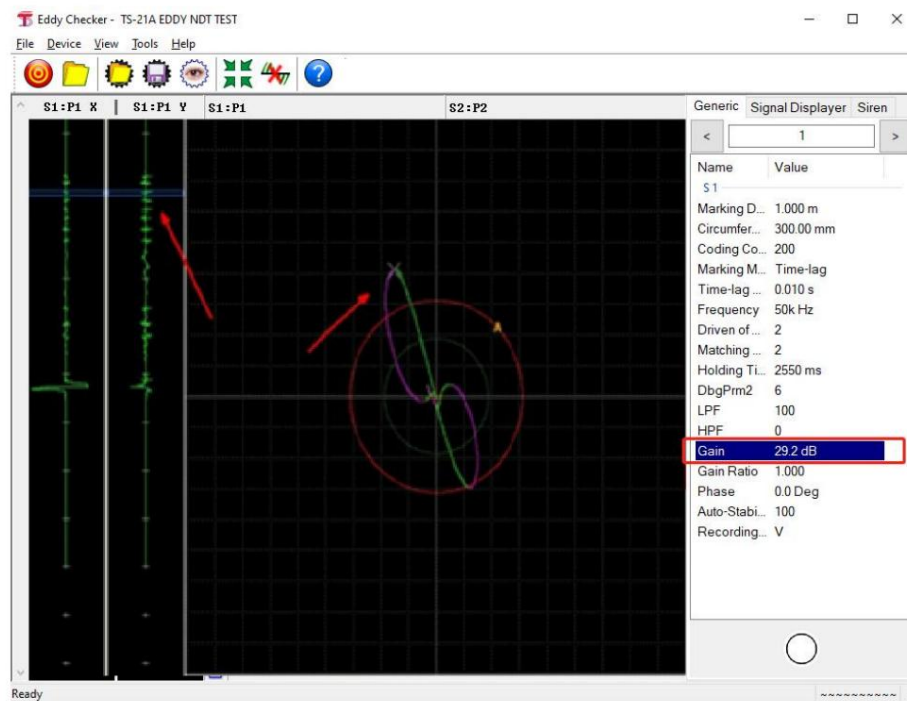 Eddy Checker - TS-21A EDDY NDT TEST
File Device View Tools Help
S1:P1 X S1:P1 Y S1:P1 S2:P2
Generic Signal Displayer Siren
< 1 >
Name Value
S1
Marking D... 1.000 m
Circumfer... 300.00 mm
Coding Co... 200
Marking M... Time-lag
Time-lag ... 0.010 s
Frequency 50k Hz
Driven of ... 2
Matching ... 2
Holding Ti... 2550 ms
DbgPrm2 6
LPF 100
HPF 0
Gain 29.2 dB
Gain Ratio 1.000
Phase 0.0 Deg
Auto-Stabi... 100
Recording... V
A
Ready ~~~~~~~~~~